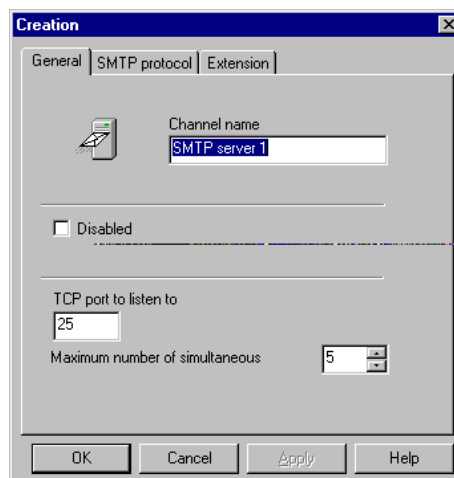 Creation
General SMTP protocol Extension
Channel name
SMTP server 1
Disabled
TCP port to listen to
25
Maximum number of simultaneous 5
OK Cancel Apply Help